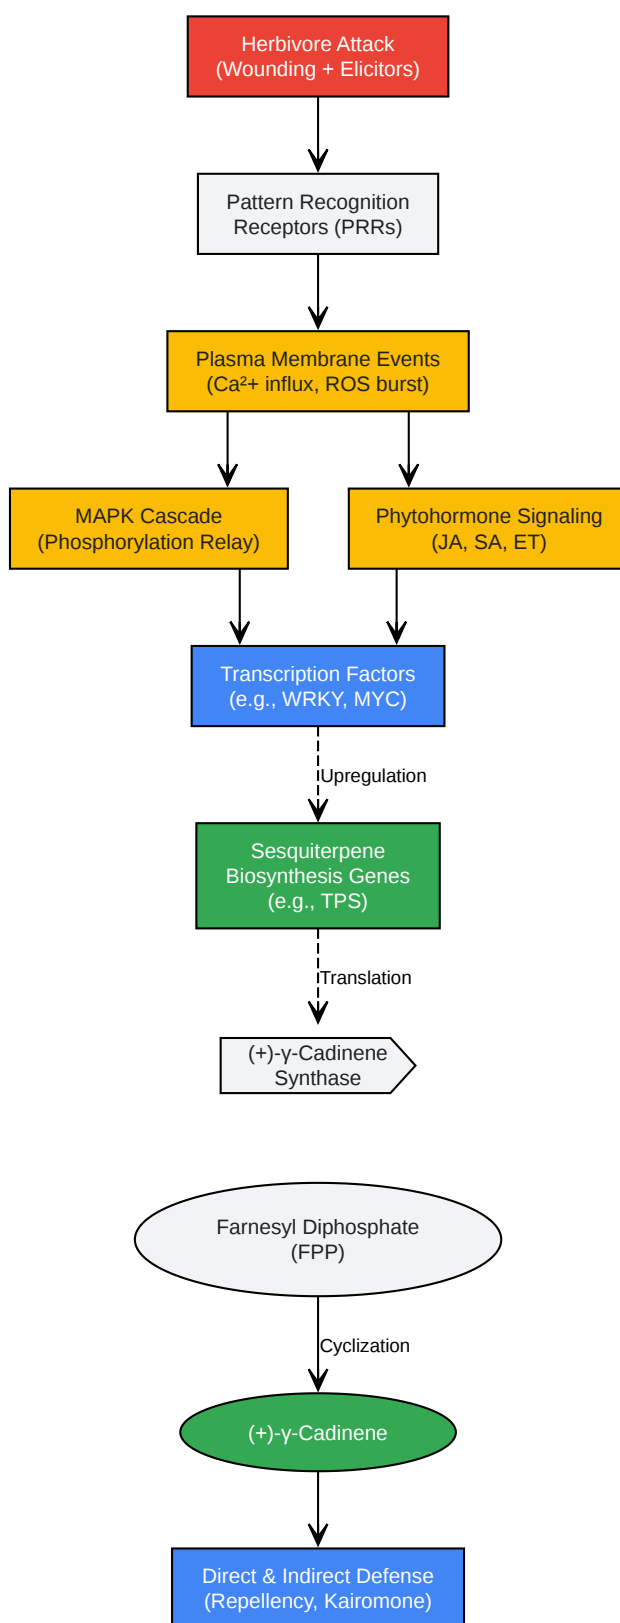 Herbivore Attack
(Wounding + Elicitors)
Pattern Recognition
Receptors (PRRs)
Plasma Membrane Events
(Ca²+ influx, ROS burst)
MAPK Cascade
(Phosphorylation Relay)
Phytohormone Signaling
(JA, SA, ET)
Transcription Factors
(e.g., WRKY, MYC)
Upregulation
Sesquiterpene
Biosynthesis Genes
(e.g., TPS)
Translation
(+)-γ-Cadinene
Synthase
Farnesyl Diphosphate
(FPP)
Cyclization
(+)-γ-Cadinene
Direct & Indirect Defense
(Repellency, Kairomone)